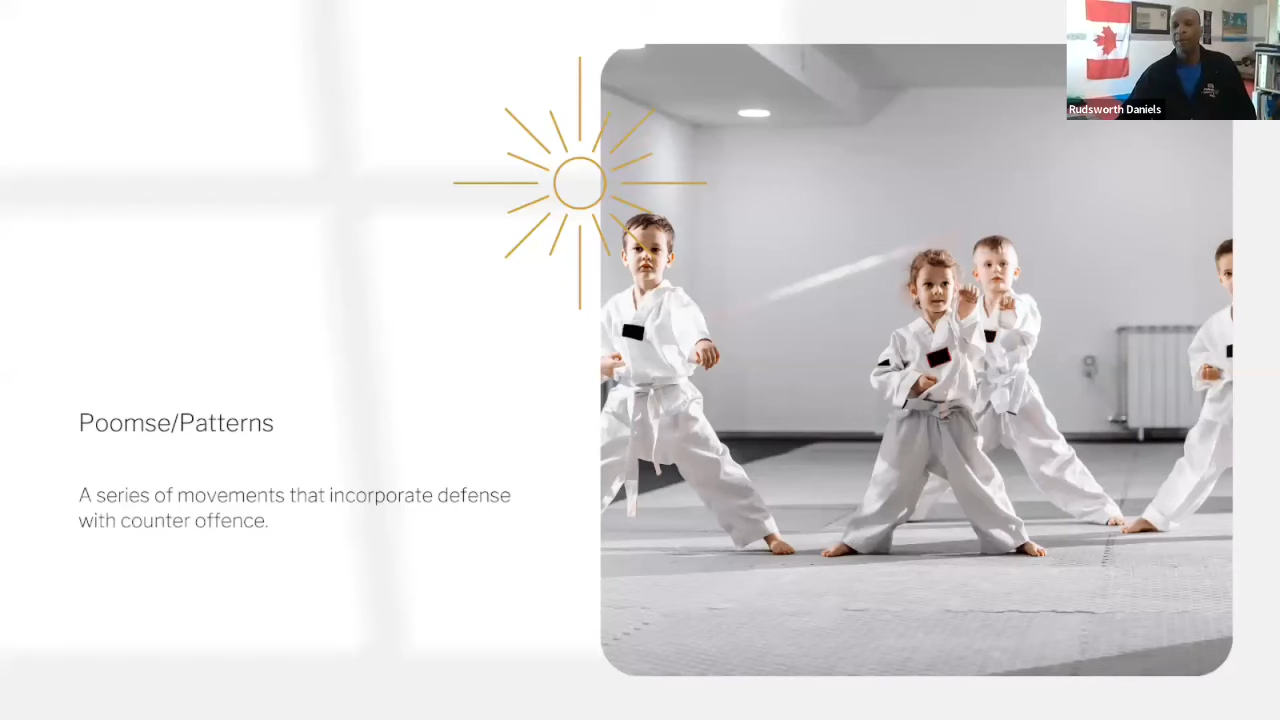 Rudsworth Daniels
Poomse/Patterns
A series of movements that incorporate defense
with counter offence.